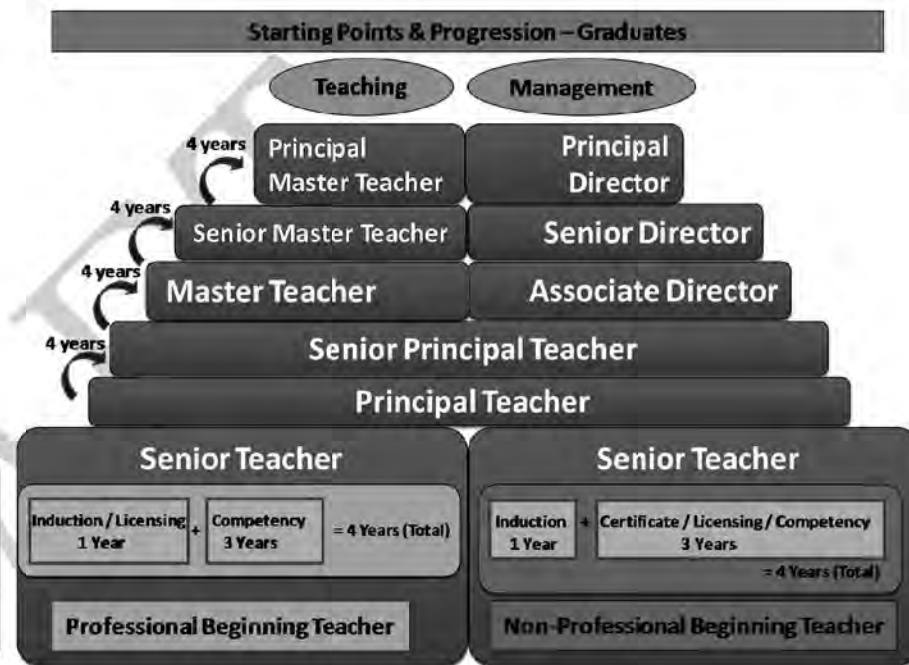 Starting Points & Progression – Graduates
Teaching
Management
4 years
Principal
Master Teacher
Principal
Director
4 years
Senior Master Teacher
Senior Director
4 years
Master Teacher
Associate Director
4 years
Senior Principal Teacher
Principal Teacher
Senior Teacher
Induction / Licensing
1 Year
+
Competency
3 Years
= 4 Years (Total)
Professional Beginning Teacher
Senior Teacher
Induction
1 Year
+
Certificate / Licensing / Competency
3 Years
= 4 Years (Total)
Non-Professional Beginning Teacher